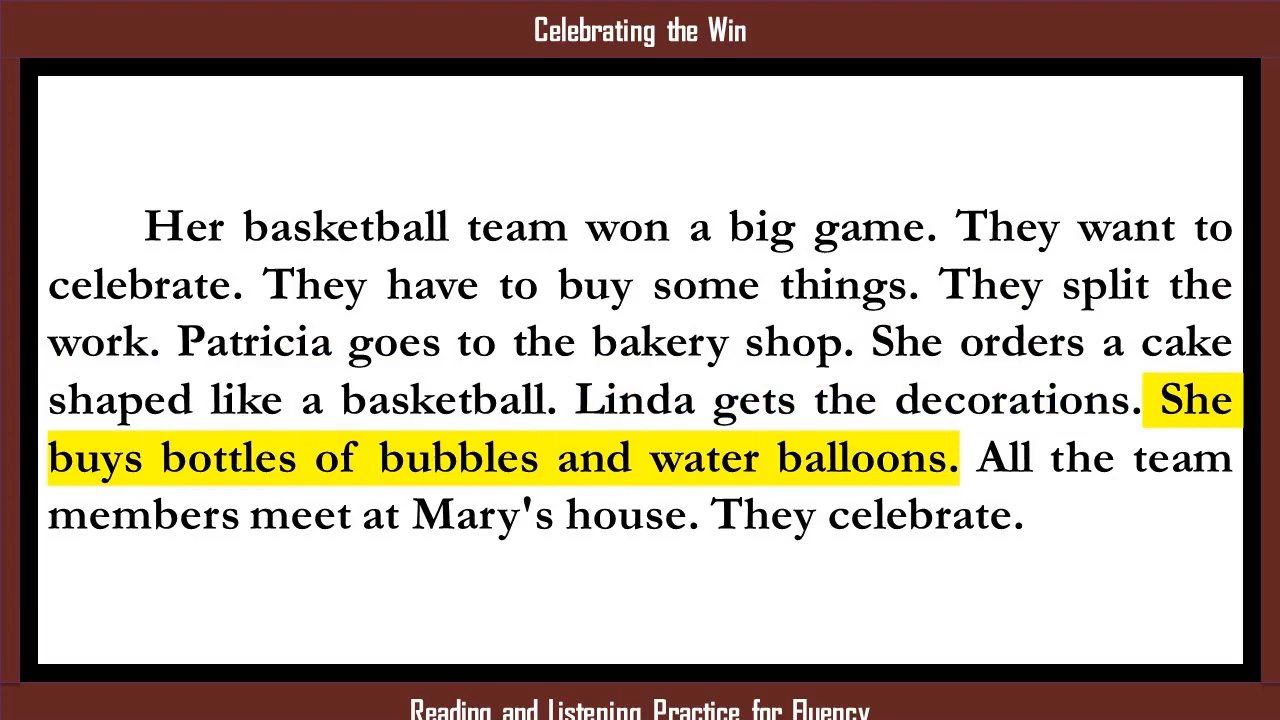 Celebrating the Win
Her basketball team won a big game. They want to
celebrate. They have to buy some things. They split the
work. Patricia goes to the bakery shop. She orders a cake
shaped like a basketball. Linda gets the decorations. She
buys bottles of bubbles and water balloons. All the team
members meet at Mary's house. They celebrate.
Reading and Listening Practice for Fluency